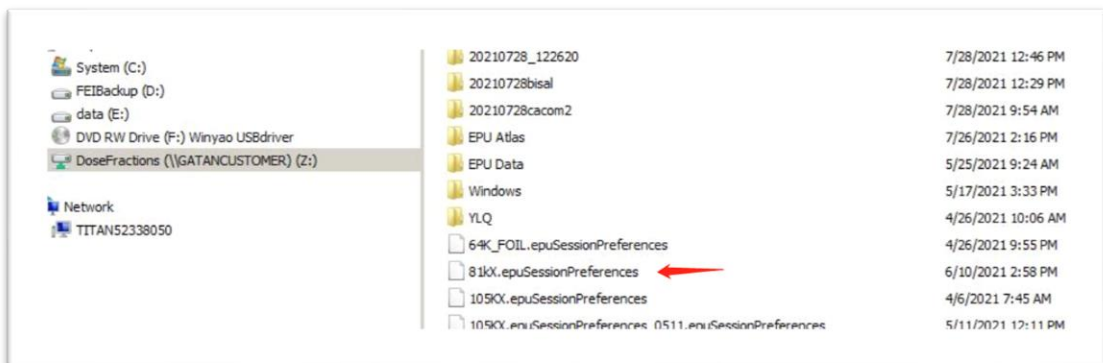 System (C:)
FEIBackup (D:)
data (E:)
DVD RW Drive (F:) Winyao USBdriver
DoseFractions (\\GATANCUSTOMER) (Z:)
Network
TITAN52338050
20210728_122620 7/28/2021 12:46 PM
20210728bisal 7/28/2021 12:29 PM
20210728cacom2 7/28/2021 9:54 AM
EPU Atlas 7/26/2021 2:16 PM
EPU Data 5/25/2021 9:24 AM
Windows 5/17/2021 3:33 PM
YLQ 4/26/2021 10:06 AM
64K_FOIL.epuSessionPreferences 4/26/2021 9:55 PM
81kX.epuSessionPreferences 6/10/2021 2:58 PM
105KX.epuSessionPreferences 4/6/2021 7:45 AM
105KX.epuSessionPreferences_0511.epuSessionPreferences 5/11/2021 12:11 PM